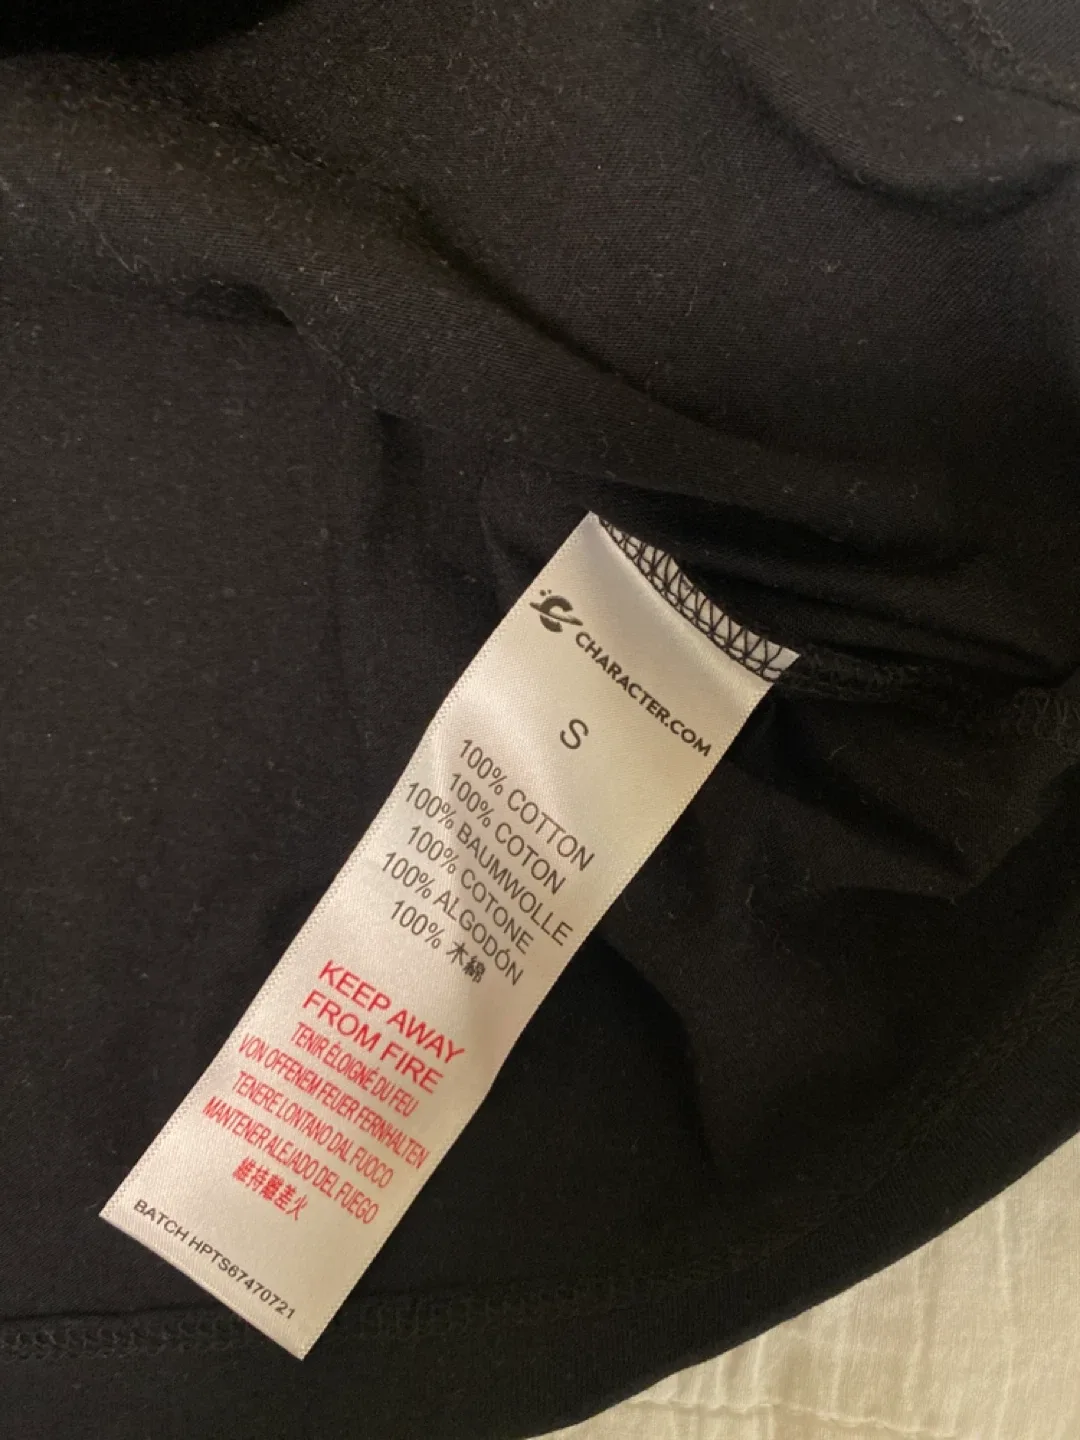 CHARACTER.COM
S
100% COTTON
100% COTON
100% BAUMWOLLE
100% COTONE
100% ALGODÓN
100% 木綿
KEEP AWAY
FROM FIRE
TENIR ÉLOIGNÉ DU FEU
VON OFFENEM FEUER FERNHALTEN
TENERE LONTANO DAL FUOCO
MANTENER ALEJADO DEL FUEGO
維持離差火
BATCH HPTS67470721